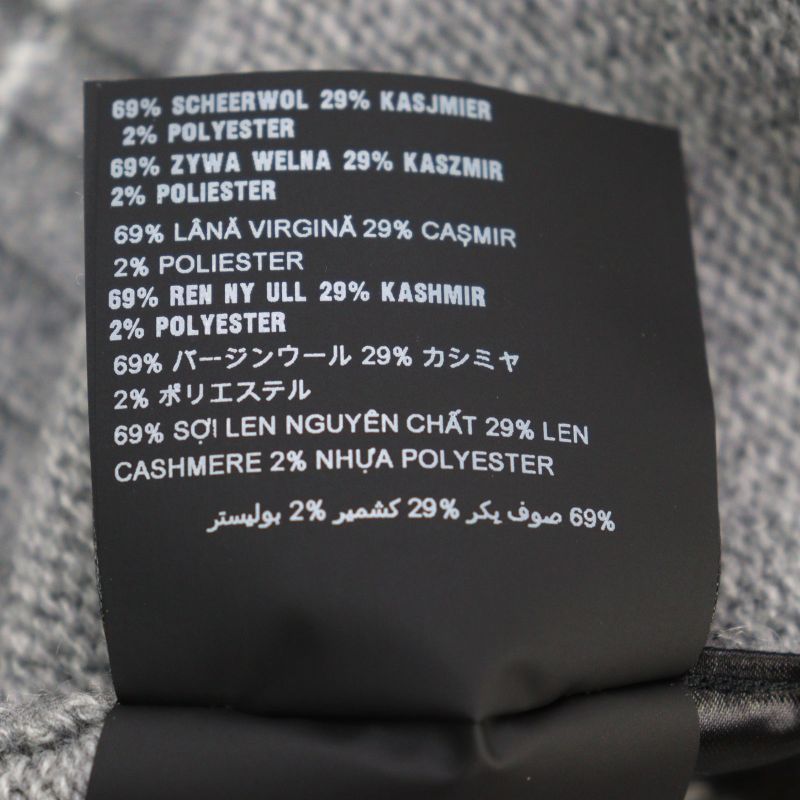 69% SCHEERWOL 29% KASJMIER
2% POLYESTER
69% ZYWA WELNA 29% KASZMIR
2% POLIESTER
69% LÂNĂ VIRGINĂ 29% CAŞMIR
2% POLIESTER
69% REN NY ULL 29% KASHMIR
2% POLYESTER
69% バージンウール 29% カシミヤ
2% ポリエステル
69% SỢI LEN NGUYÊN CHẤT 29% LEN
CASHMERE 2% NHỰA POLYESTER
69% صوف يكر 29% كشمير 2% بوليستر